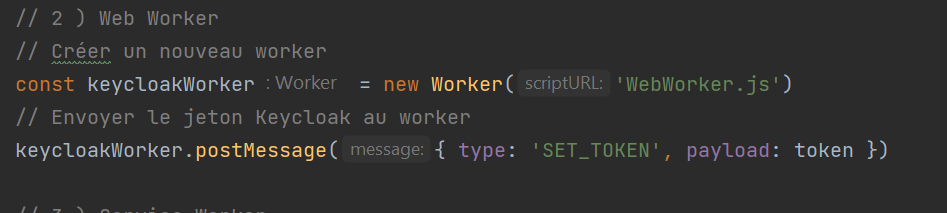 // 2 ) Web Worker
// Créer un nouveau worker
const keycloakWorker : Worker = new Worker( scriptURL: 'WebWorker.js')
// Envoyer le jeton Keycloak au worker
keycloakWorker.postMessage( message: { type: 'SET_TOKEN', payload: token })
// 3 ) Service Worker